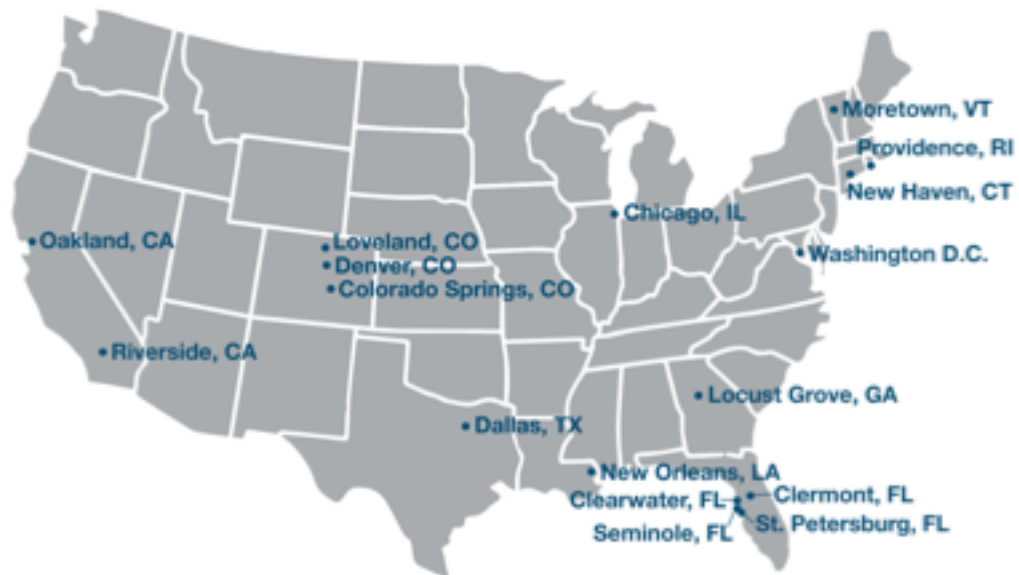 Moretown, VT
Providence, RI
New Haven, CT
Chicago, IL
Oakland, CA
Loveland, CO
Washington D.C.
Denver, CO
Colorado Springs, CO
Riverside, CA
Locust Grove, GA
Dallas, TX
New Orleans, LA
Clearwater, FL
Clermont, FL
St. Petersburg, FL
Seminole, FL